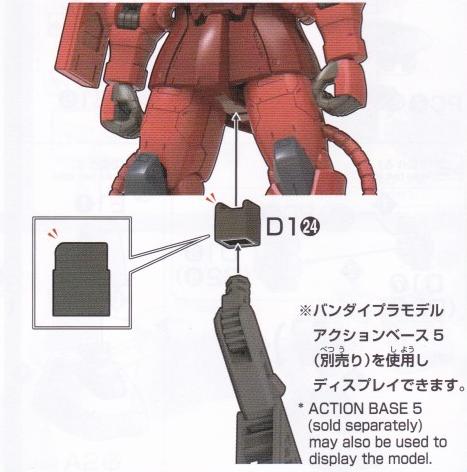 D1㉔
※バンダイプラモデル
アクションベース5
(別売り)を使用し
ディスプレイできます。
* ACTION BASE 5
(sold separately)
may also be used to
display the model.